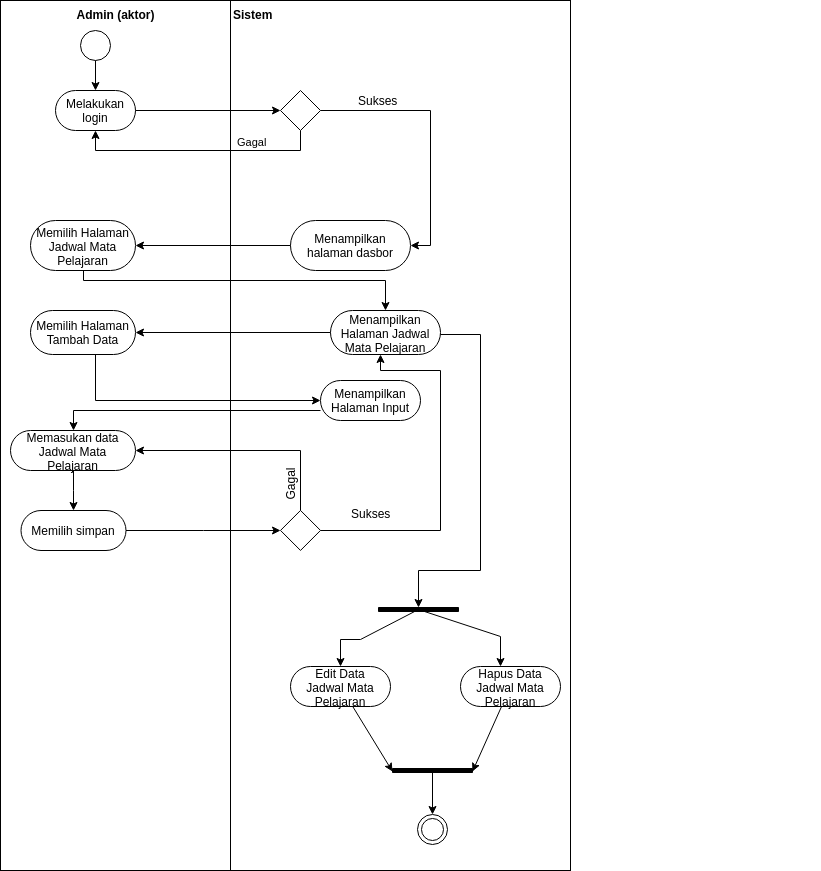 Admin (aktor)
Sistem
Melakukan
login
Sukses
Gagal
Memilih Halaman
Jadwal Mata
Pelajaran
Menampilkan
halaman dasbor
Memilih Halaman
Tambah Data
Menampilkan
Halaman Jadwal
Mata Pelajaran
Menampilkan
Halaman Input
Memasukan data
Jadwal Mata
Pelajaran
Gagal
Memilih simpan
Sukses
Edit Data
Jadwal Mata
Pelajaran
Hapus Data
Jadwal Mata
Pelajaran